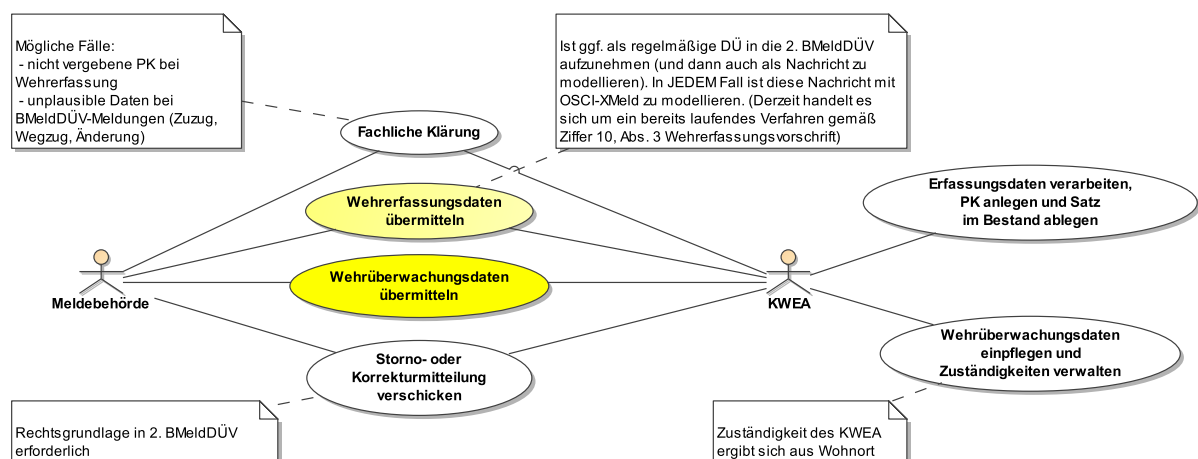 Mögliche Fälle:
- nicht vergebene PK bei
Wehrerfassung
- unplausible Daten bei
BMeldDÜV-Meldungen (Zuzug,
Wegzug, Änderung)
Ist ggf. als regelmäßige DÜ in die 2. BMeldDÜV
aufzunehmen (und dann auch als Nachricht zu
modellieren). In JEDEM Fall ist diese Nachricht mit
OSCI-XMeld zu modellieren. (Derzeit handelt es
sich um ein bereits laufendes Verfahren gemäß
Ziffer 10, Abs. 3 Wehrerfassungsvorschrift)
Fachliche Klärung
Wehrerfassungsdaten
übermitteln
Erfassungsdaten verarbeiten,
PK anlegen und Satz
im Bestand ablegen
Meldebehörde
Wehrüberwachungsdaten
übermitteln
KWEA
Storno- oder
Korrekturmitteilung
verschicken
Wehrüberwachungsdaten
einpflegen und
Zuständigkeiten verwalten
Rechtsgrundlage in 2. BMeldDÜV
erforderlich
Zuständigkeit des KWEA
ergibt sich aus Wohnort